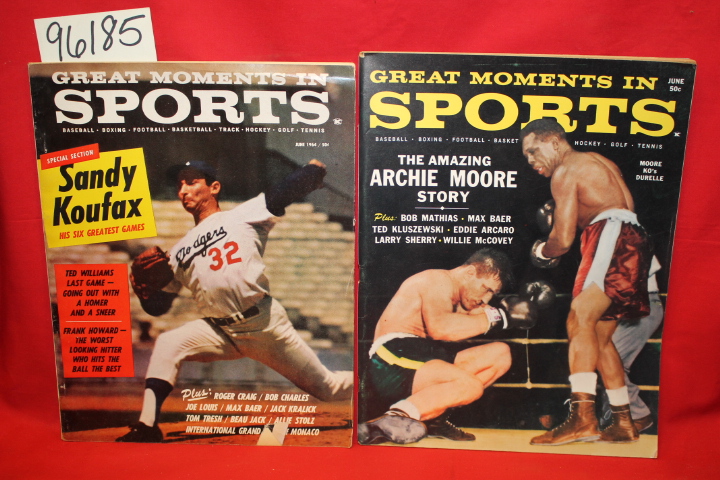 96185
GREAT MOMENTS IN
SPORTS
BASEBALL · BOXING · FOOTBALL · BASKETBALL · TRACK · HOCKEY · GOLF · TENNIS
JUNE 1964 / 50¢
SPECIAL SECTION
Sandy
Koufax
HIS SIX GREATEST GAMES
TED WILLIAMS
LAST GAME—
GOING OUT WITH
A HOMER
AND A SNEER
FRANK HOWARD—
THE WORST
LOOKING HITTER
WHO HITS THE
BALL THE BEST
Dodgers
32
Plus: ROGER CRAIG / BOB CHARLES
JOE LOUIS / MAX BAER / JACK KRALICK
TOM TRESH / BEAU JACK / ALLIE STOLZ
INTERNATIONAL GRAND MONACO
GREAT MOMENTS IN
SPORTS
JUNE
50c
BASEBALL · BOXING · FOOTBALL · BASKET HOCKEY · GOLF · TENNIS
THE AMAZING
ARCHIE MOORE
STORY
MOORE
KO's
DURELLE
Plus: BOB MATHIAS · MAX BAER
TED KLUSZEWSKI · EDDIE ARCARO
LARRY SHERRY · WILLIE McCOVEY